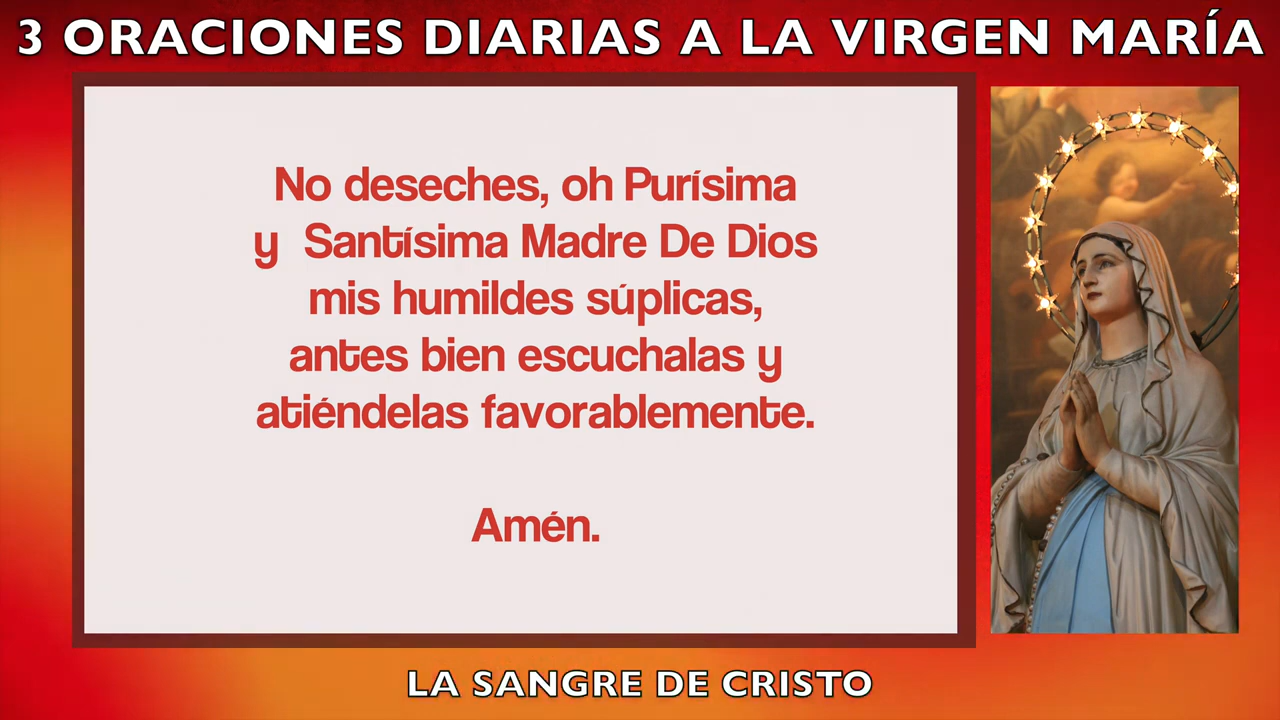 3 ORACIONES DIARIAS A LA VIRGEN MARÍA
No deseches, oh Purísima
y Santísima Madre De Dios
mis humildes súplicas,
antes bien escuchalas y
atiéndelas favorablemente.
Amén.
LA SANGRE DE CRISTO